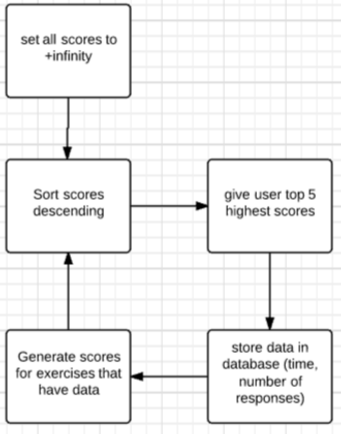 set all scores to
+infinity
Sort scores
descending
give user top 5
highest scores
Generate scores
for exercises that
have data
store data in
database (time,
number of
responses)